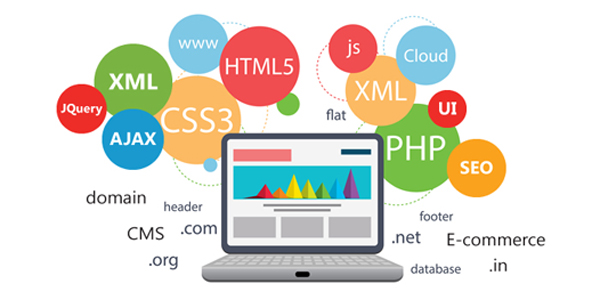 www
HTML5
XML
JQuery
CSS3
AJAX
js
Cloud
XML
flat
UI
PHP
SEO
domain
header
CMS
.com
.org
footer
.net
E-commerce
database
.in